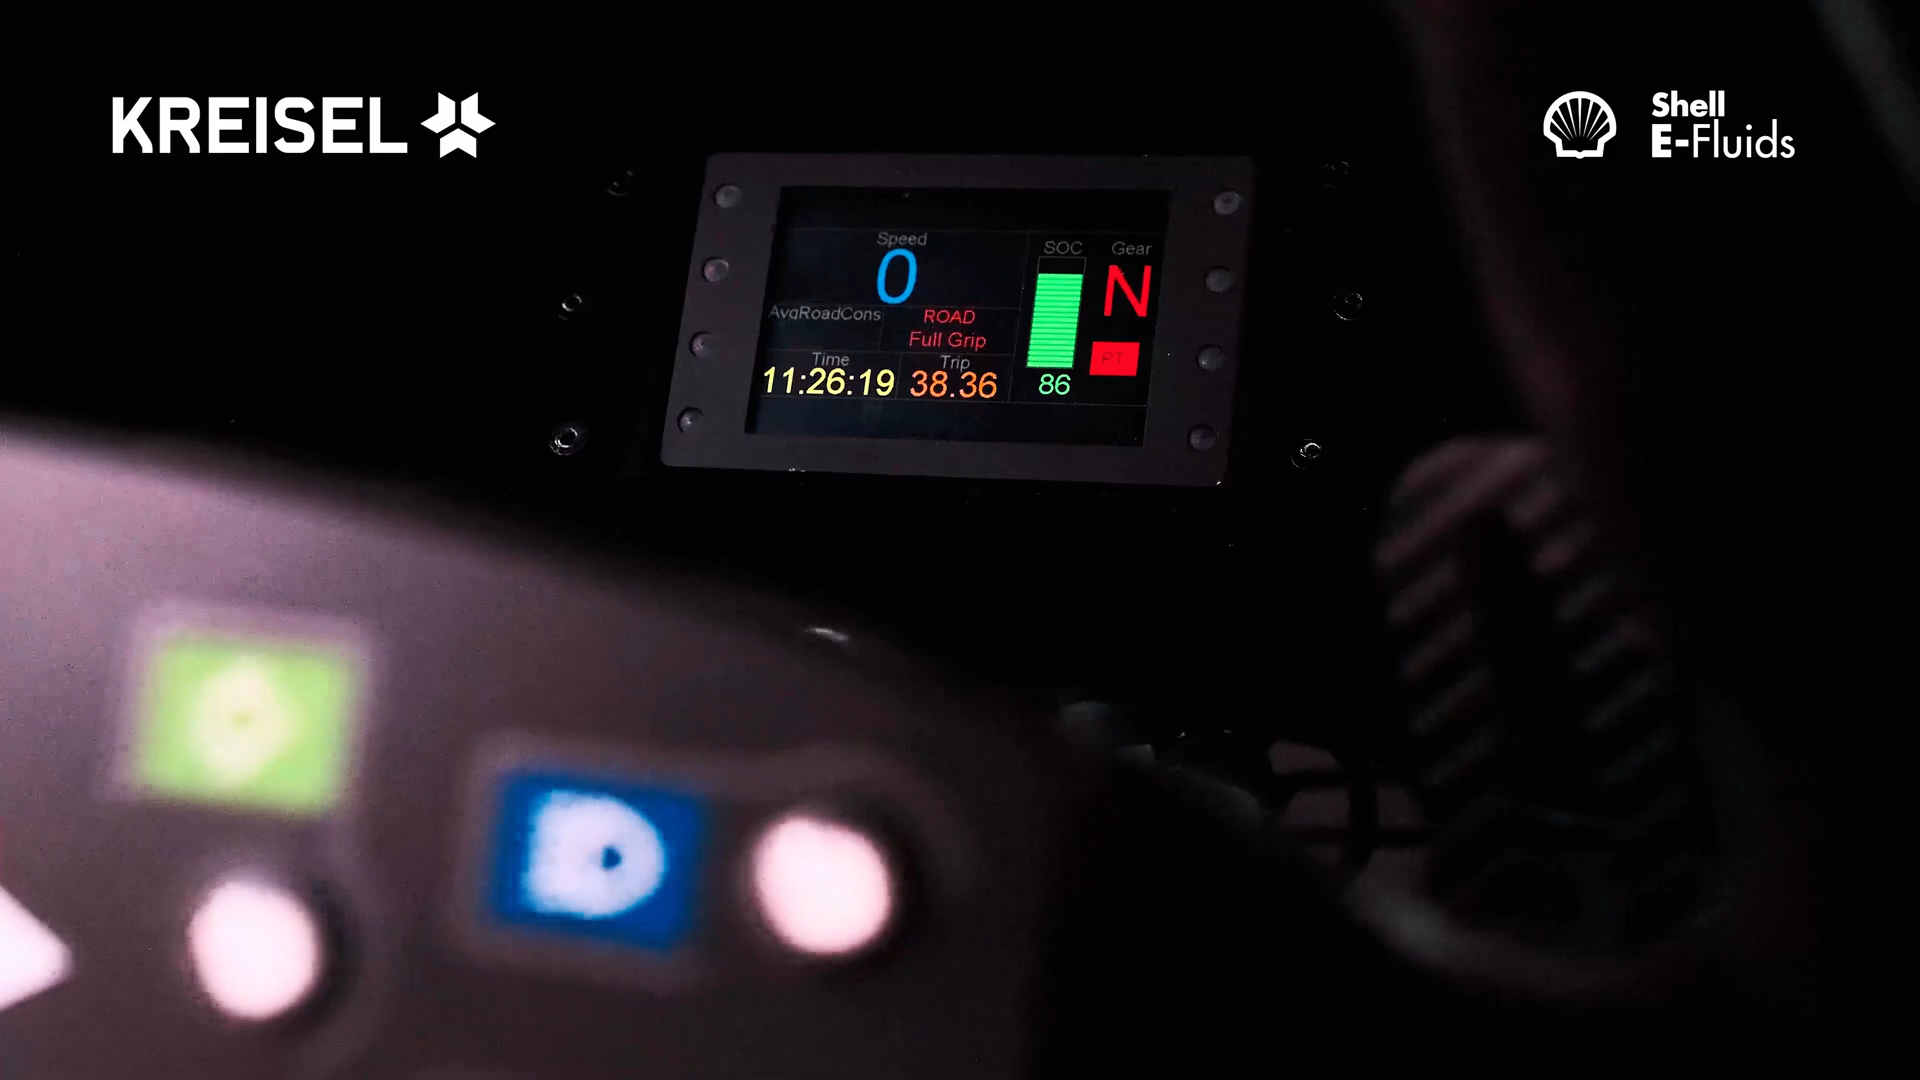 KREISEL
Shell
E-Fluids
Speed
0
SOC
Gear
N
AvgRoadCons
ROAD
Full Grip
PT
Time
Trip
11:26:19
38.36
86
D